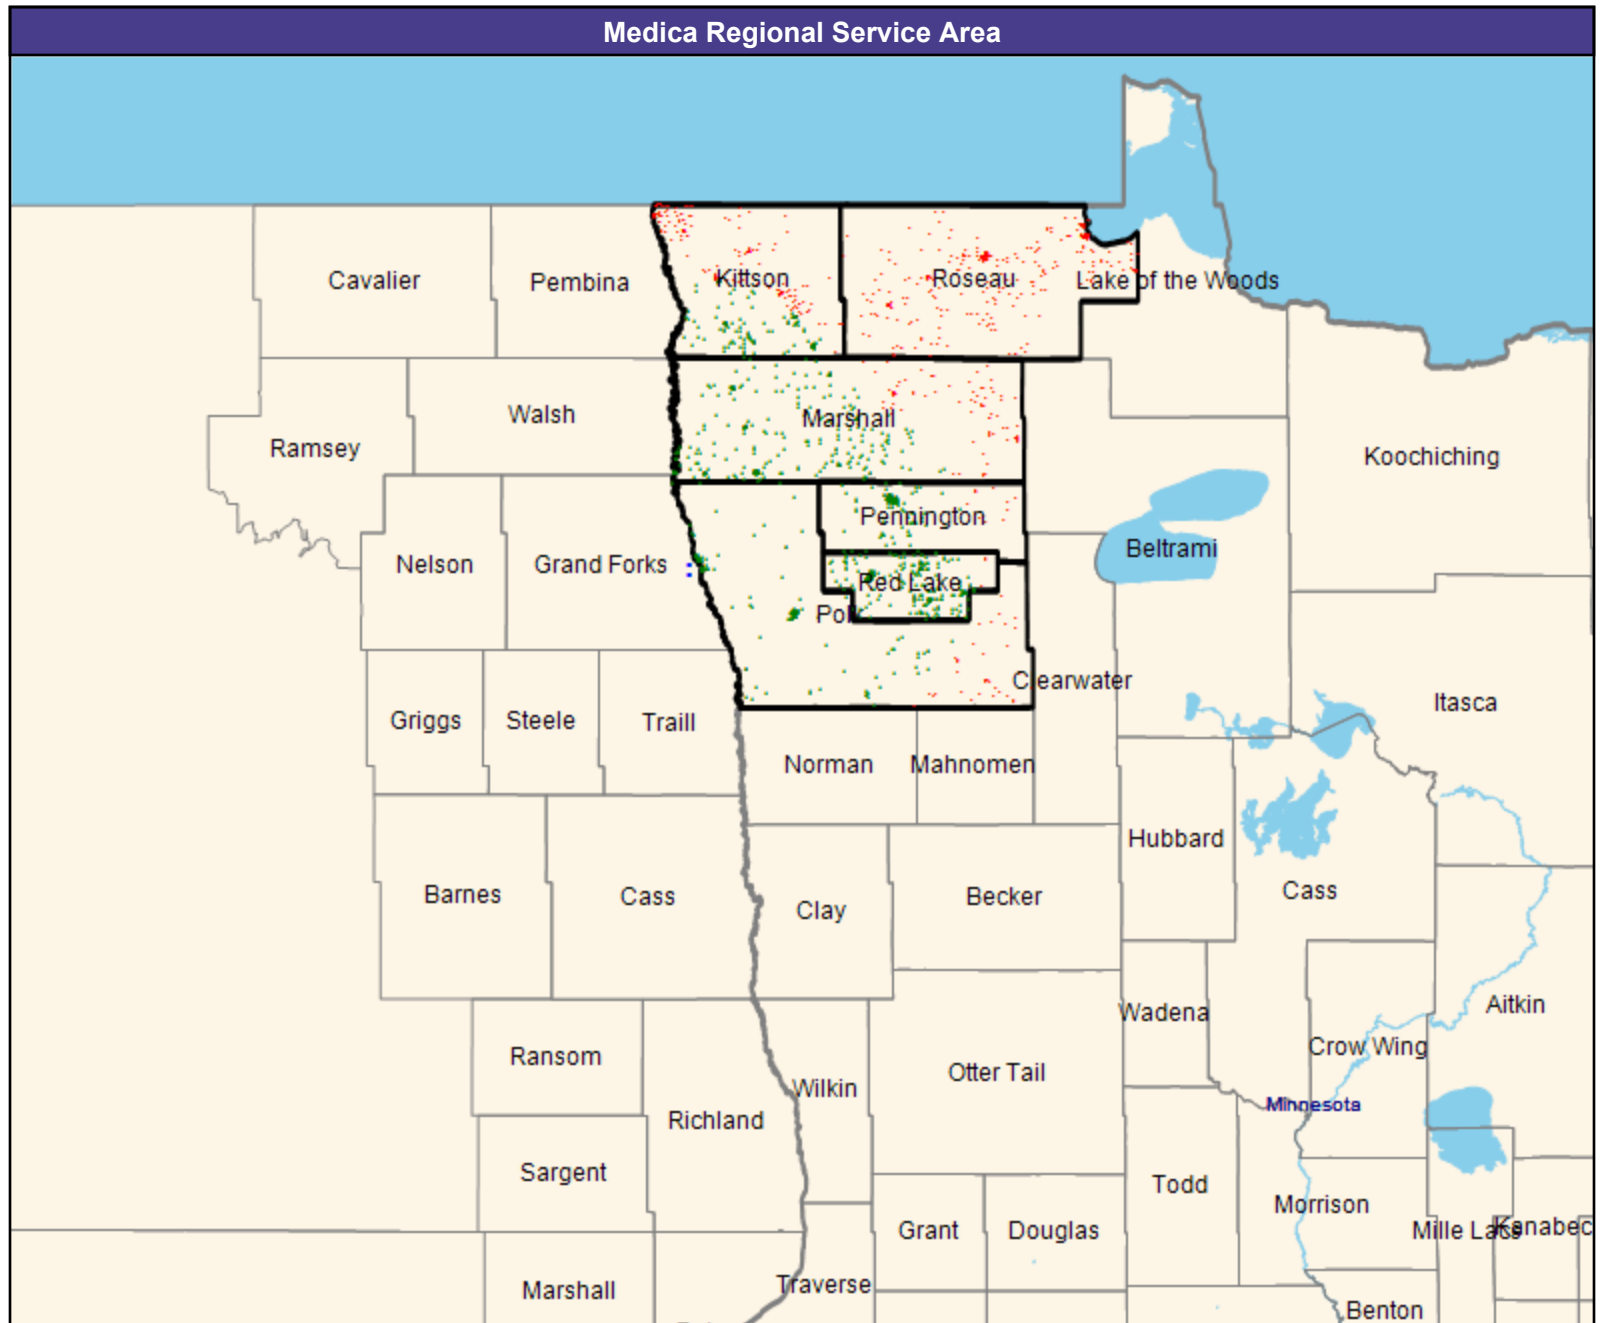 Medica Regional Service Area
Cavalier
Pembina
Kittson
Roseau
Lake of the Woods
Walsh
Marshall
Ramsey
Koochiching
Pennington
Nelson
Grand Forks
Beltrami
Red Lake
Polk
Clearwater
Itasca
Griggs
Steele
Traill
Norman
Mahnomen
Hubbard
Barnes
Cass
Clay
Becker
Cass
Wadena
Aitkin
Ransom
Crow Wing
Otter Tail
Wilkin
Minnesota
Richland
Sargent
Todd
Morrison
Grant
Douglas
Mille Lacs
Kanabec
Marshall
Traverse
Benton